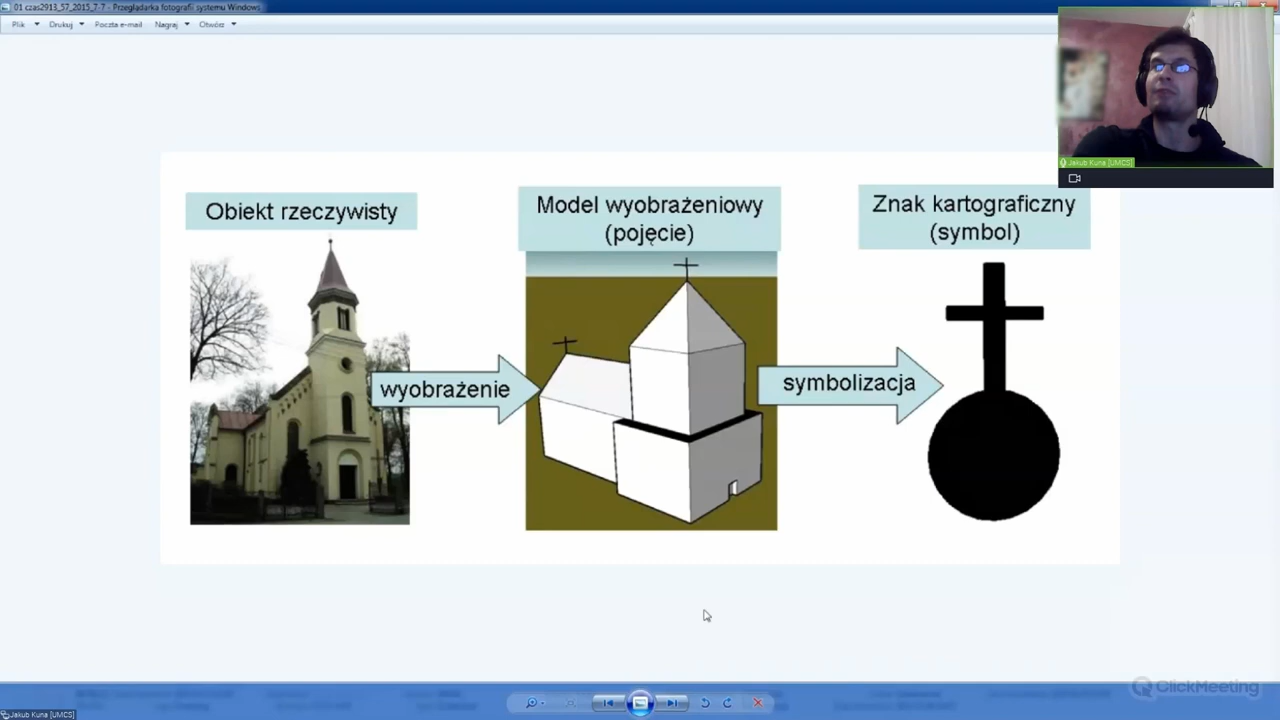 01 czas2913_57_2015_7-7 - Przeglądarka fotografii systemu Windows
Plik Drukuj Poczta e-mail Nagraj Otwórz
Jakub Kuna [UMCS]
Obiekt rzeczywisty
Model wyobrażeniowy
(pojęcie)
Znak kartograficzny
(symbol)
wyobrażenie
symbolizacja
ClickMeeting
Jakub Kuna [UMCS]